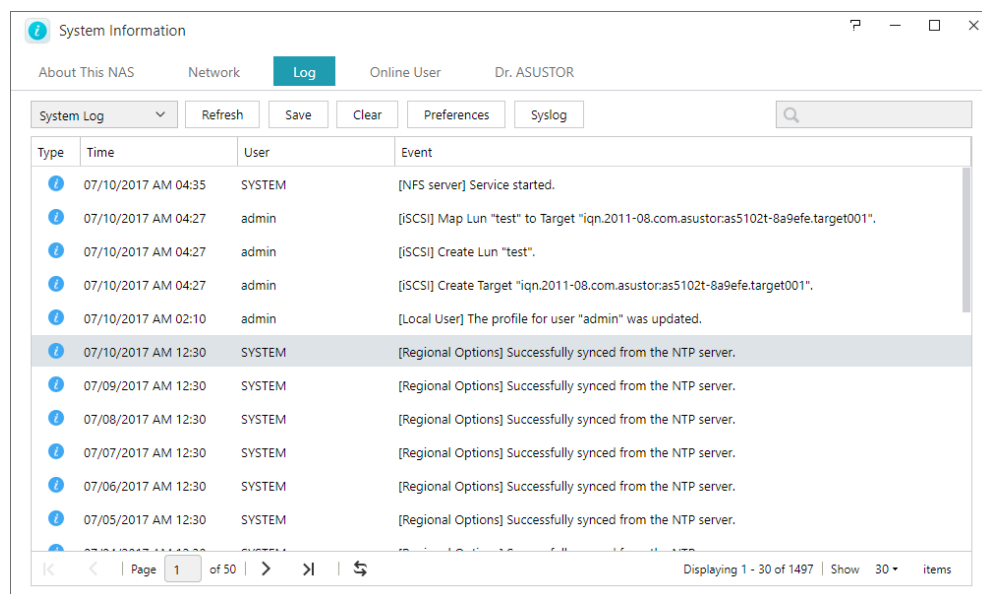 System Information
About This NAS Network Log Online User Dr. ASUSTOR
System Log Refresh Save Clear Preferences Syslog
Type Time User Event
07/10/2017 AM 04:35 SYSTEM [NFS server] Service started.
07/10/2017 AM 04:27 admin [iSCSI] Map Lun "test" to Target "iqn.2011-08.com.asustor:as5102t-8a9efe.target001".
07/10/2017 AM 04:27 admin [iSCSI] Create Lun "test".
07/10/2017 AM 04:27 admin [iSCSI] Create Target "iqn.2011-08.com.asustor:as5102t-8a9efe.target001".
07/10/2017 AM 02:10 admin [Local User] The profile for user "admin" was updated.
07/10/2017 AM 12:30 SYSTEM [Regional Options] Successfully synced from the NTP server.
07/09/2017 AM 12:30 SYSTEM [Regional Options] Successfully synced from the NTP server.
07/08/2017 AM 12:30 SYSTEM [Regional Options] Successfully synced from the NTP server.
07/07/2017 AM 12:30 SYSTEM [Regional Options] Successfully synced from the NTP server.
07/06/2017 AM 12:30 SYSTEM [Regional Options] Successfully synced from the NTP server.
07/05/2017 AM 12:30 SYSTEM [Regional Options] Successfully synced from the NTP server.
Page 1 of 50 Displaying 1 - 30 of 1497 Show 30 items